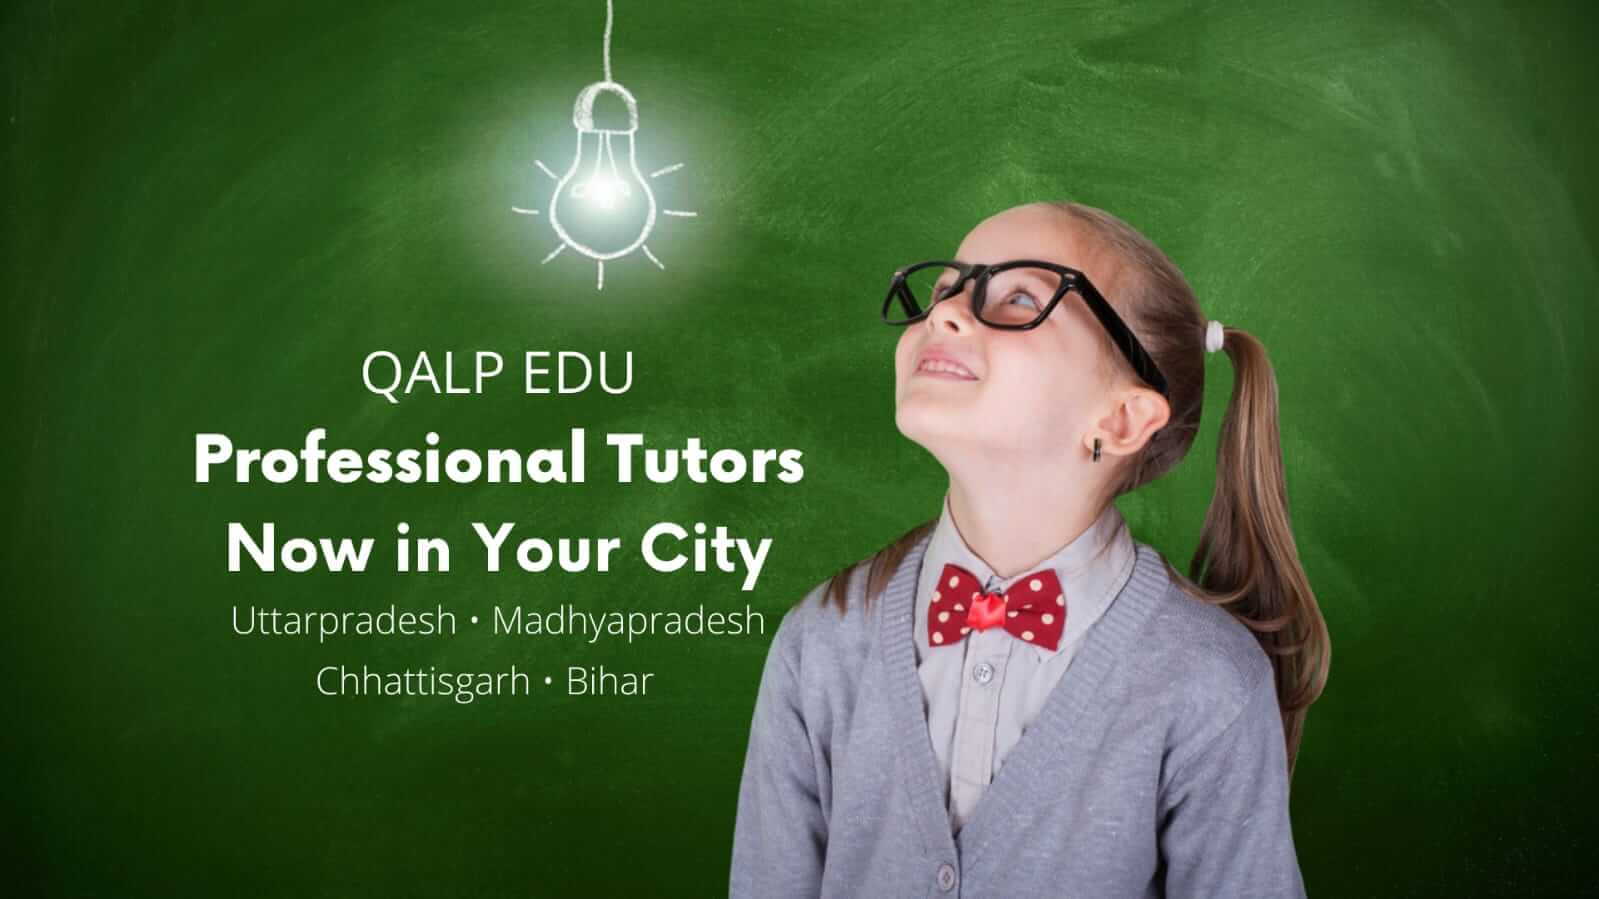 QALP EDU
Professional Tutors
Now in Your City
Uttarpradesh • Madhyapradesh
Chhattisgarh • Bihar